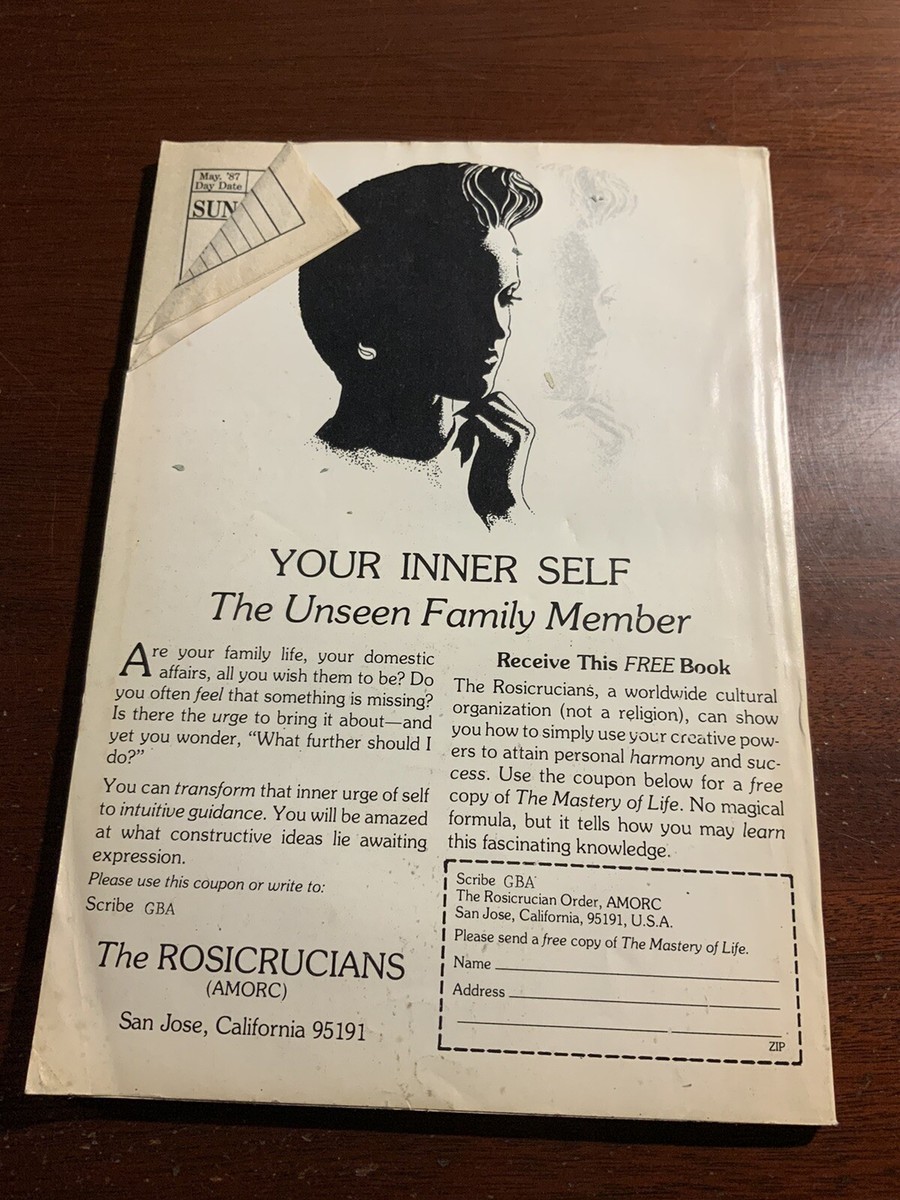 May. '87
Day Date
SUN
YOUR INNER SELF
The Unseen Family Member
Are your family life, your domestic
affairs, all you wish them to be? Do
you often feel that something is missing?
Is there the urge to bring it about—and
yet you wonder, “What further should I
do?”
You can transform that inner urge of self
to intuitive guidance. You will be amazed
at what constructive ideas lie awaiting
expression.
Please use this coupon or write to:
Scribe GBA
The ROSICRUCIANS
(AMORC)
San Jose, California 95191
Receive This FREE Book
The Rosicrucians, a worldwide cultural
organization (not a religion), can show
you how to simply use your creative pow-
ers to attain personal harmony and suc-
cess. Use the coupon below for a free
copy of The Mastery of Life. No magical
formula, but it tells how you may learn
this fascinating knowledge.
Scribe GBA
The Rosicrucian Order, AMORC
San Jose, California, 95191, U.S.A.
Please send a free copy of The Mastery of Life.
Name
Address
ZIP